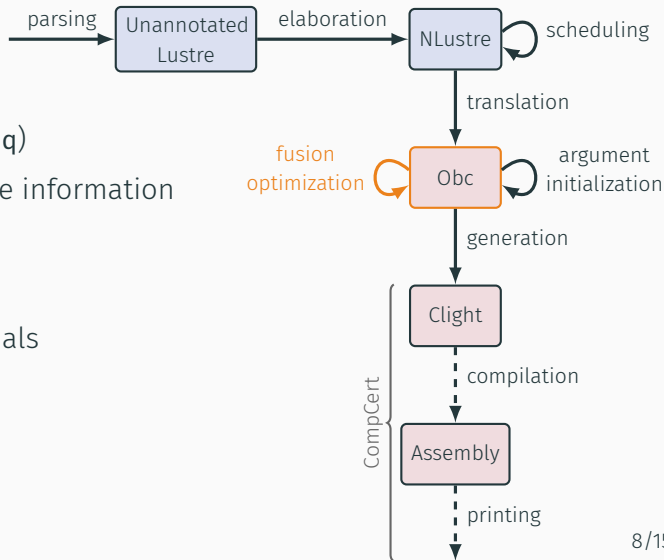 parsing
Unannotated
Lustre
elaboration
NLustre
scheduling
translation
q)
e information
fusion
optimization
Obc
argument
initialization
generation
als
Clight
CompCert
compilation
Assembly
printing
8/15